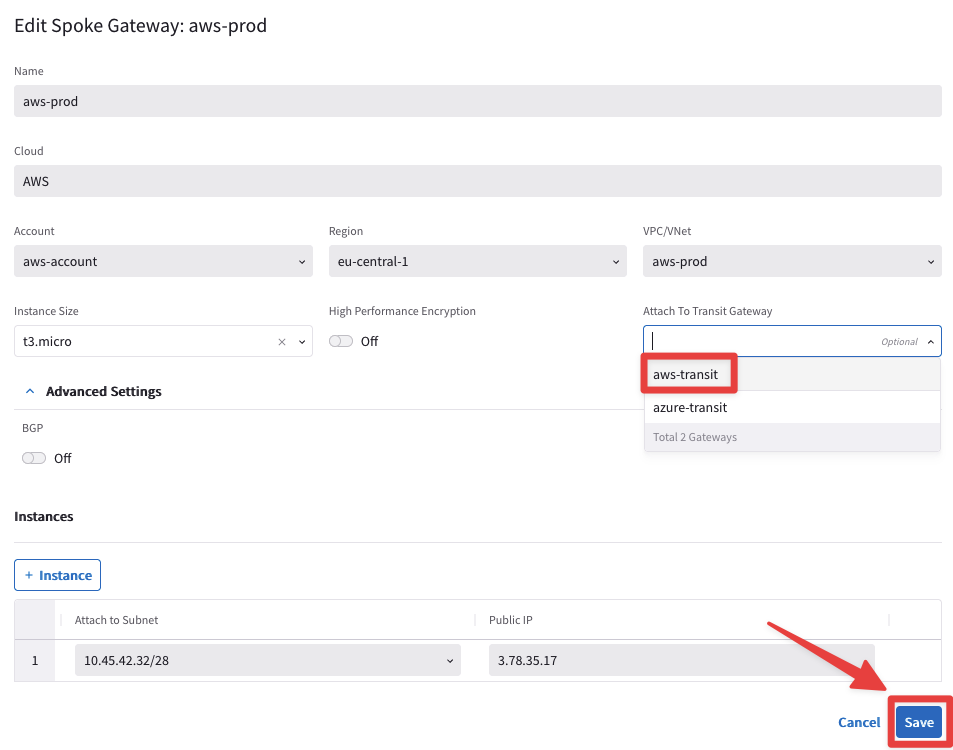 Edit Spoke Gateway: aws-prod
Name
aws-prod
Cloud
AWS
Account
Region
VPC/VNet
aws-account
eu-central-1
aws-prod
Instance Size
High Performance Encryption
Attach To Transit Gateway
t3.micro
Off
Optional
aws-transit
azure-transit
Total 2 Gateways
Advanced Settings
BGP
Off
Instances
+ Instance
Attach to Subnet
Public IP
1
10.45.42.32/28
3.78.35.17
Cancel
Save